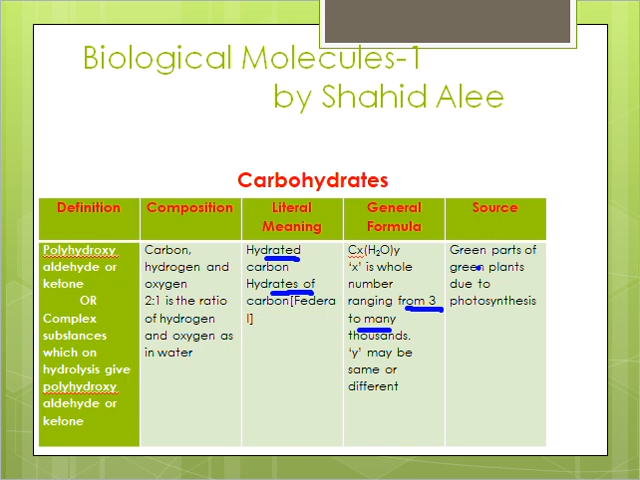 Biological Molecules-1
by Shahid Alee
Carbohydrates
Definition
Composition
Literal
Meaning
General
Formula
Source
Polyhydroxy
aldehyde or
ketone
OR
Complex
substances
which on
hydrolysis give
polyhydroxy
aldehyde or
ketone
Carbon,
hydrogen and
oxygen
2:1 is the ratio
of hydrogen
and oxygen as
in water
Hydrated
carbon
Hydrates of
carbon[Federa
l]
Cx(H₂O)y
‘x’ is whole
number
ranging from 3
to many
thousands.
‘y’ may be
same or
different
Green parts of
green plants
due to
photosynthesis